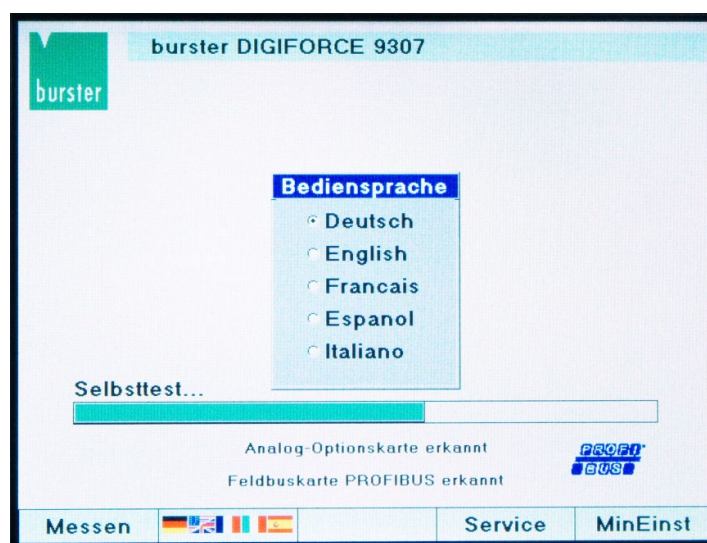 burster DIGIFORCE 9307
burster
Bediensprache
Deutsch
English
Francais
Espanol
Italiano
Selbsttest...
Analog-Optionskarte erkannt
PROFI
BUS
Feldbuskarte PROFIBUS erkannt
Messen
Service
MinEinst